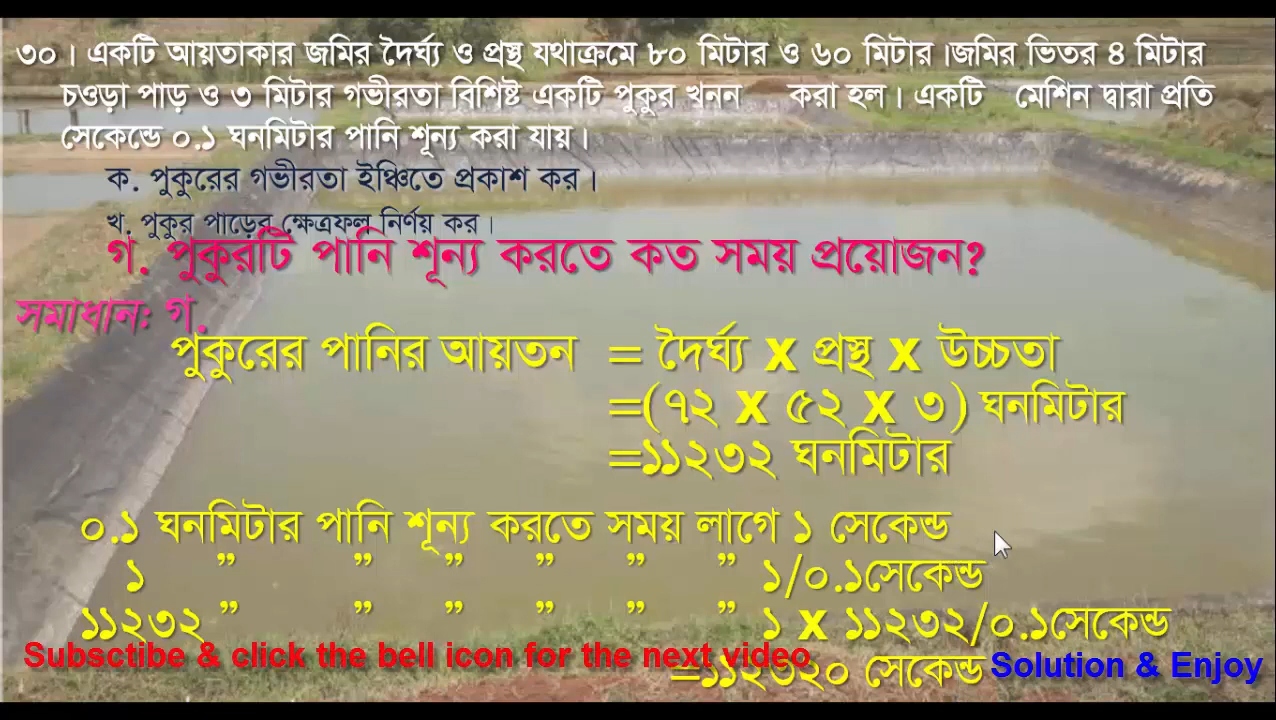 ৩০। একটি আয়তাকার জমির দৈর্ঘ্য ও প্রস্থ যথাক্রমে ৮০ মিটার ও ৬০ মিটার।জমির ভিতর ৪ মিটার
চওড়া পাড় ও ৩ মিটার গভীরতা বিশিষ্ট একটি পুকুর খনন করা হল। একটি মেশিন দ্বারা প্রতি
সেকেন্ডে ০.১ ঘনমিটার পানি শূন্য করা যায়।
ক. পুকুরের গভীরতা ইঞ্চিতে প্রকাশ কর।
খ. পুকুর পাড়ের ক্ষেত্রফল নির্ণয় কর।
গ. পুকুরটি পানি শূন্য করতে কত সময় প্রয়োজন?
সমাধান: গ.
পুকুরের পানির আয়তন = দৈর্ঘ্য x প্রস্থ x উচ্চতা
=(৭২ x ৫২ x ৩) ঘনমিটার
=১১২৩২ ঘনমিটার
০.১ ঘনমিটার পানি শূন্য করতে সময় লাগে ১ সেকেন্ড
১ ” ” ” ” ” ” ১/০.১সেকেন্ড
১১২৩২ ” ” ” ” ” ” ১ x ১১২৩২/০.১সেকেন্ড
=১১২৩২০ সেকেন্ড
Subsctibe & click the bell icon for the next video
Solution & Enjoy